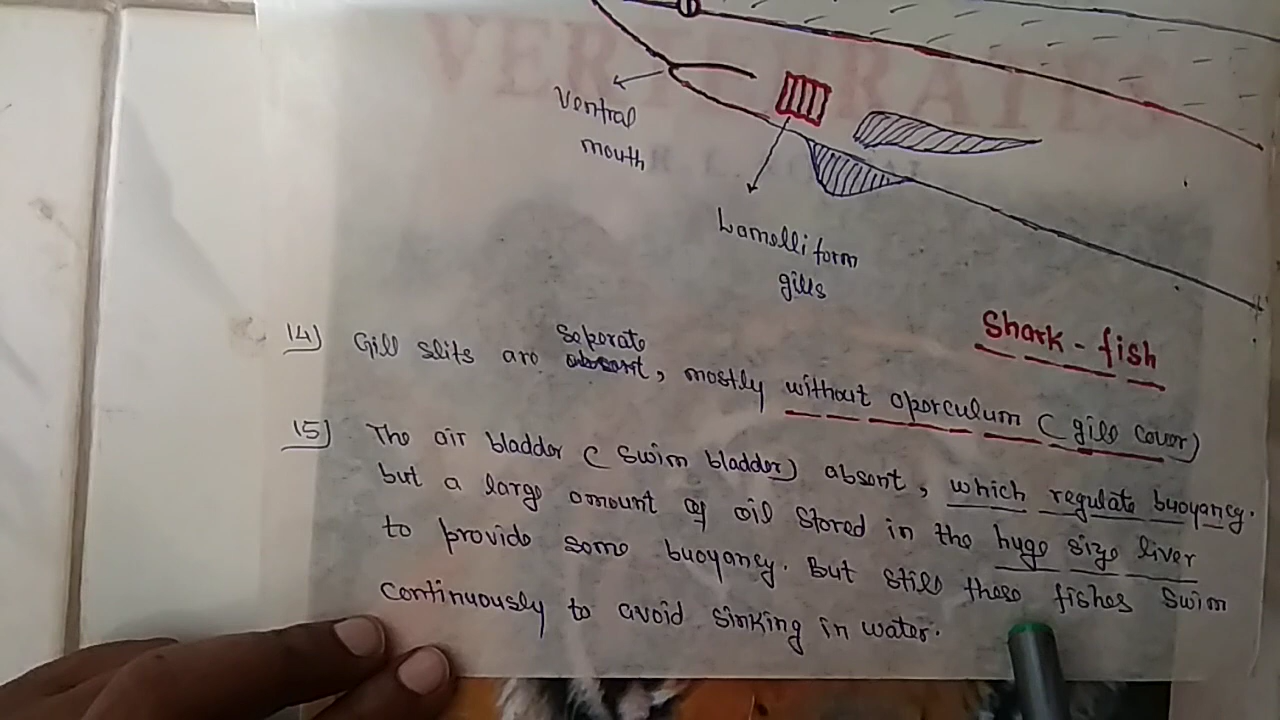 VERTEBRATES
Ventral
mouth
Lamelliform
gills
Shark - fish
14) Gill slits are separate absent, mostly without operculum ( gill cover)
15) The air bladder ( swim bladder) absent, which regulate buoyancy.
but a large amount of oil stored in the huge size liver
to provide some buoyancy. But still these fishes swim
continuously to avoid sinking in water.